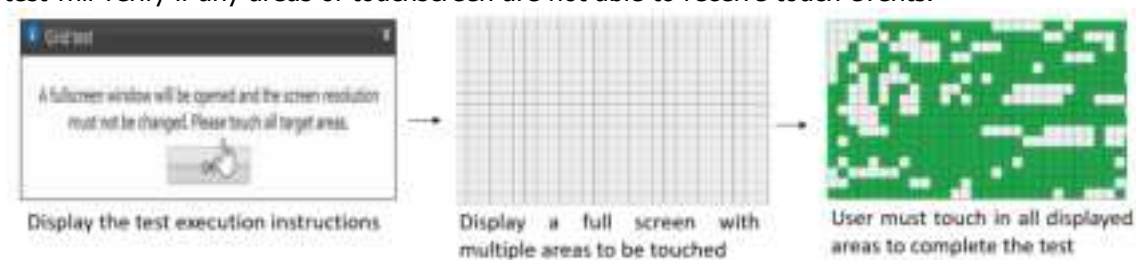 test will verify if any areas of touchscreen are not able to receive touch events.
Grid test
A fullscreen window will be opened and the screen resolution
must not be changed. Please touch all target areas.
Display the test execution instructions
Display a full screen with
multiple areas to be touched
User must touch in all displayed
areas to complete the test